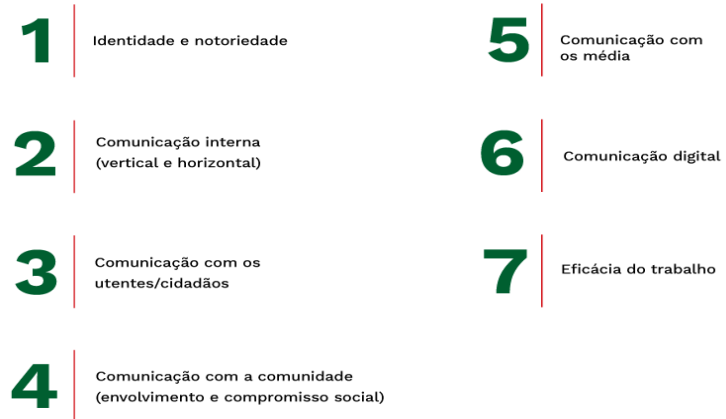 1
Identidade e notoriedade
2
Comunicação interna
(vertical e horizontal)
3
Comunicação com os
utentes/cidadãos
4
Comunicação com a comunidade
(envolvimento e compromisso social)
5
Comunicação com
os média
6
Comunicação digital
7
Eficácia do trabalho